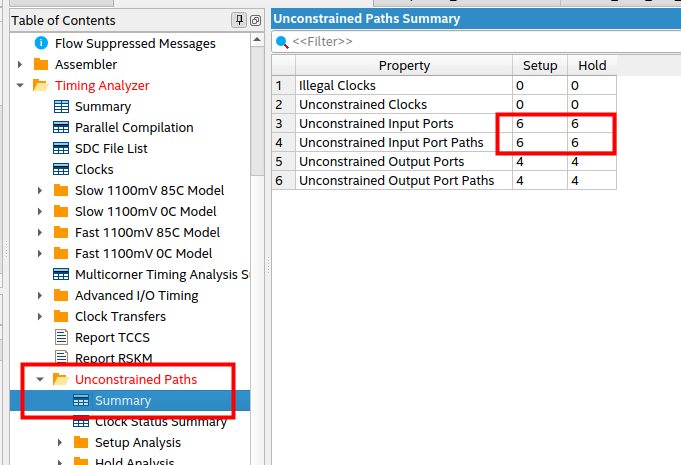 Table of Contents
Flow Suppressed Messages
Assembler
Timing Analyzer
Summary
Parallel Compilation
SDC File List
Clocks
Slow 1100mV 85C Model
Slow 1100mV 0C Model
Fast 1100mV 85C Model
Fast 1100mV 0C Model
Multicorner Timing Analysis S
Advanced I/O Timing
Clock Transfers
Report TCCS
Report RSKM
Unconstrained Paths
Summary
Clock Status Summary
Setup Analysis
Hold Analysis
Unconstrained Paths Summary
<<Filter>>
Property Setup Hold
1 Illegal Clocks 0 0
2 Unconstrained Clocks 0 0
3 Unconstrained Input Ports 6 6
4 Unconstrained Input Port Paths 6 6
5 Unconstrained Output Ports 4 4
6 Unconstrained Output Port Paths 4 4